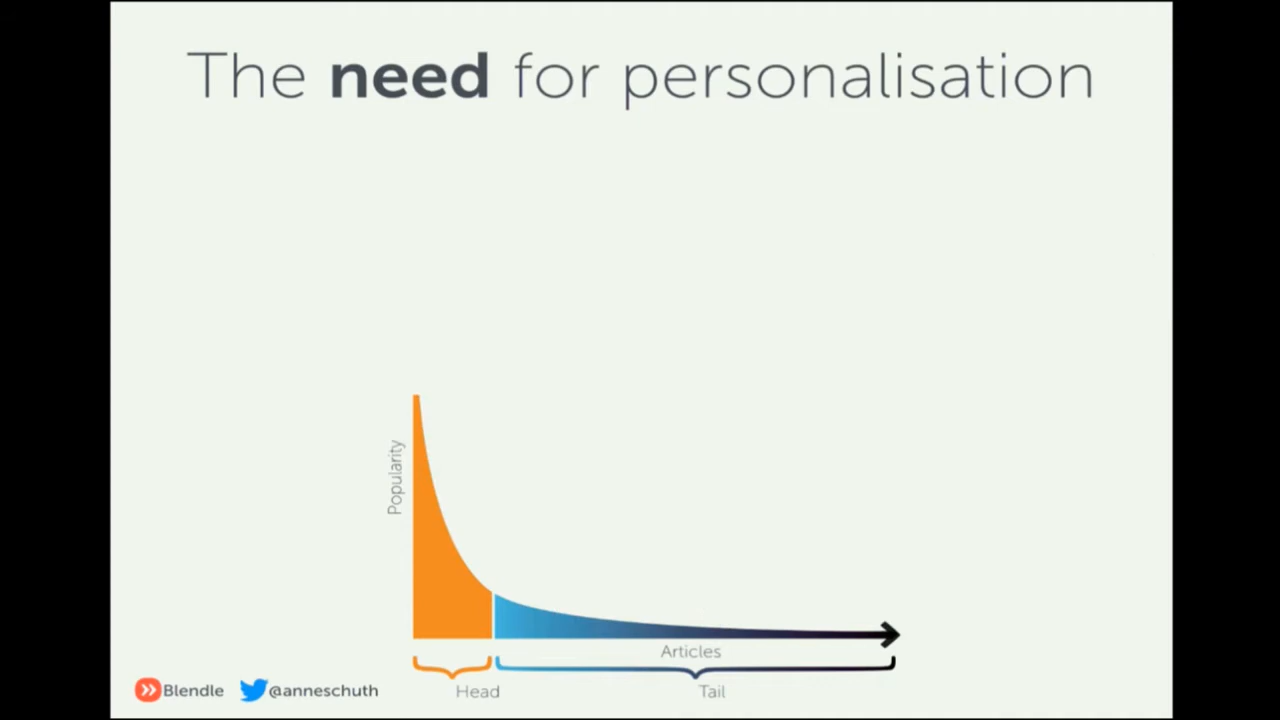 The need for personalisation
Popularity
Articles
Head
Tail
Blendle
@anneschuth